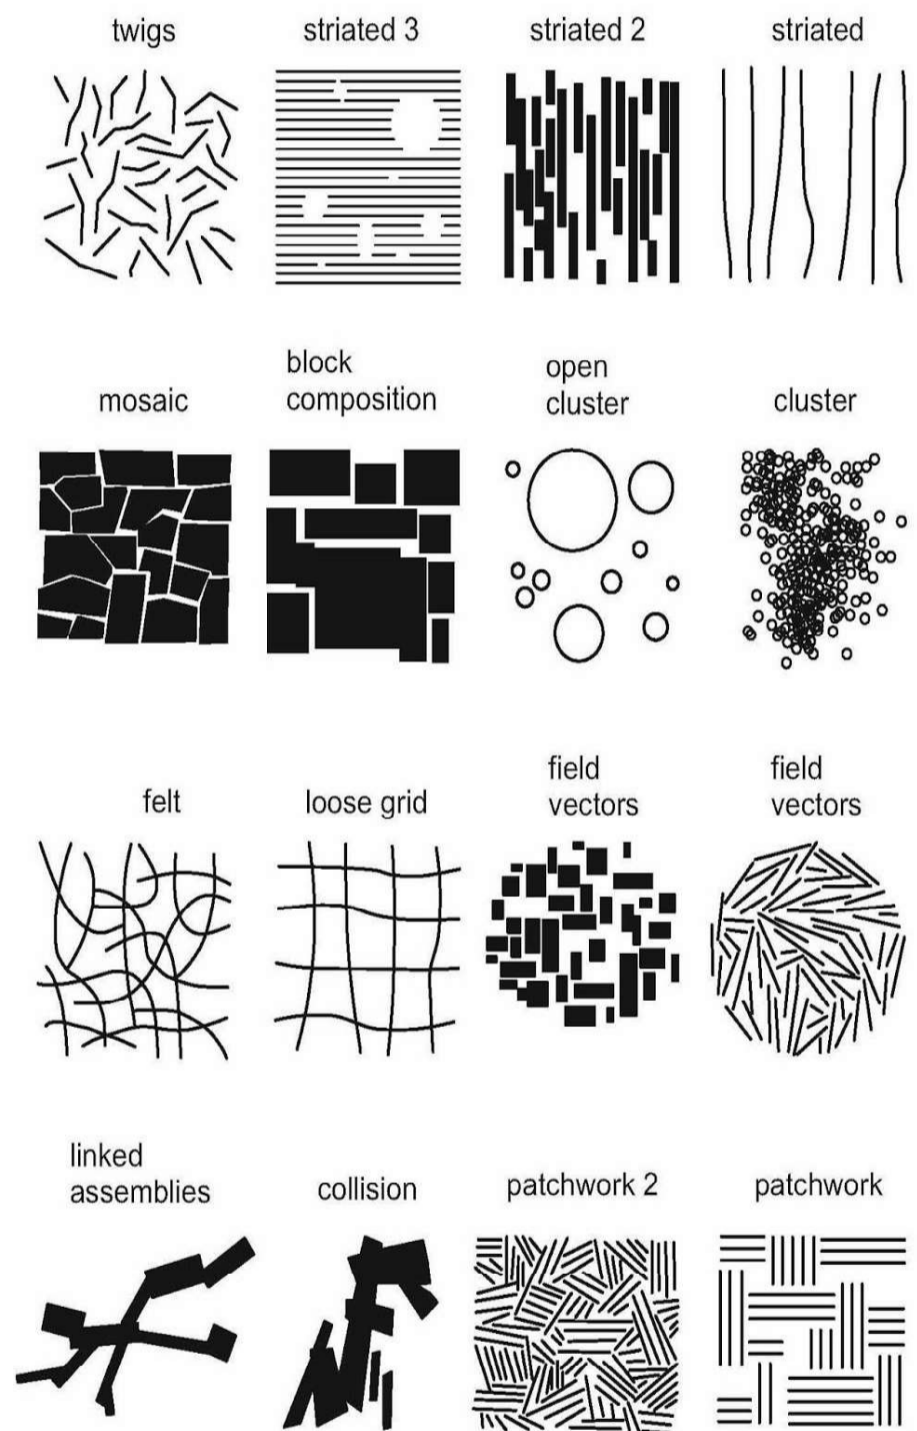 twigs
striated 3
striated 2
striated
mosaic
block
composition
open
cluster
cluster
felt
loose grid
field
vectors
field
vectors
linked
assemblies
collision
patchwork 2
patchwork